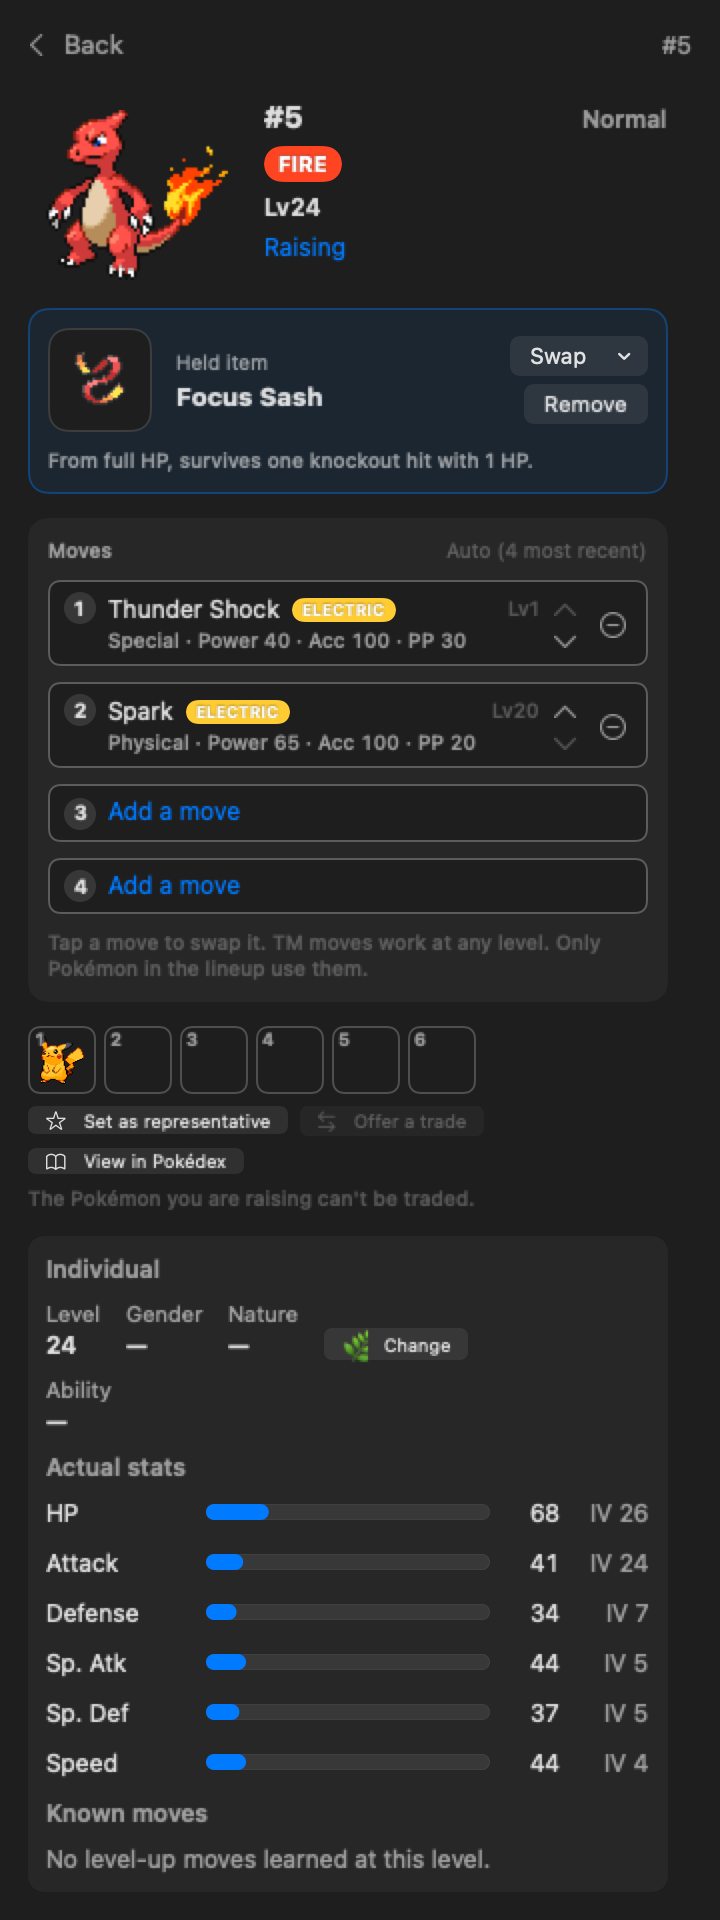 Back
#5
#5
Normal
FIRE
Lv24
Raising
Held item
Focus Sash
Swap
Remove
From full HP, survives one knockout hit with 1 HP.
Moves
Auto (4 most recent)
1 Thunder Shock ELECTRIC Lv1
Special · Power 40 · Acc 100 · PP 30
2 Spark ELECTRIC Lv20
Physical · Power 65 · Acc 100 · PP 20
3 Add a move
4 Add a move
Tap a move to swap it. TM moves work at any level. Only
Pokémon in the lineup use them.
1 2 3 4 5 6
Set as representative
Offer a trade
View in Pokédex
The Pokémon you are raising can't be traded.
Individual
Level Gender Nature
24 — — Change
Ability
—
Actual stats
HP 68 IV 26
Attack 41 IV 24
Defense 34 IV 7
Sp. Atk 44 IV 5
Sp. Def 37 IV 5
Speed 44 IV 4
Known moves
No level-up moves learned at this level.